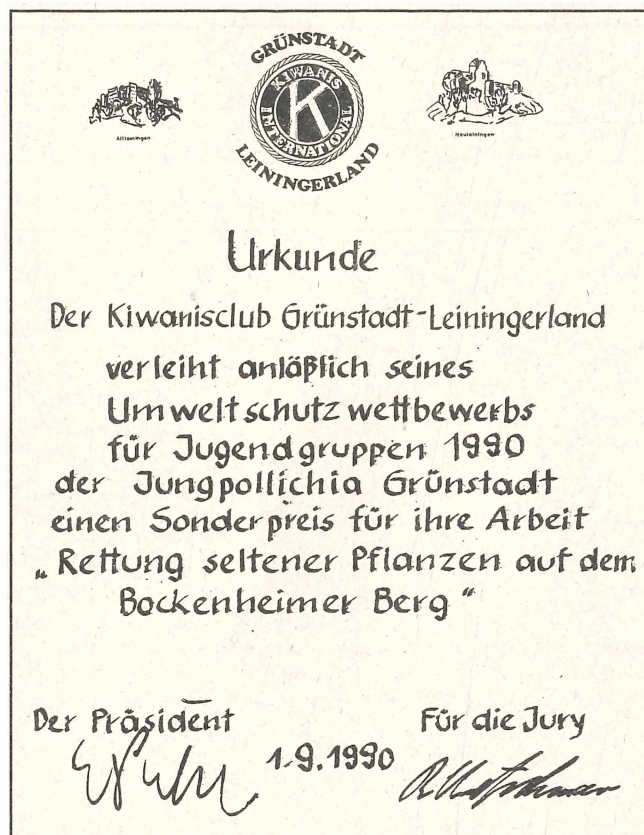 GRÜNSTADT
KIWANIS
K
INTERNATIONAL
LEININGERLAND
Altleiningen
Neuleiningen
Urkunde
Der Kiwanisclub Grünstadt-Leiningerland
verleiht anläßlich seines
Umweltschutzwettbewerbs
für Jugendgruppen 1990
der Jungpollichia Grünstadt
einen Sonderpreis für ihre Arbeit
„Rettung seltener Pflanzen auf dem
Bockenheimer Berg"
Der Präsident
Für die Jury
1.9.1990